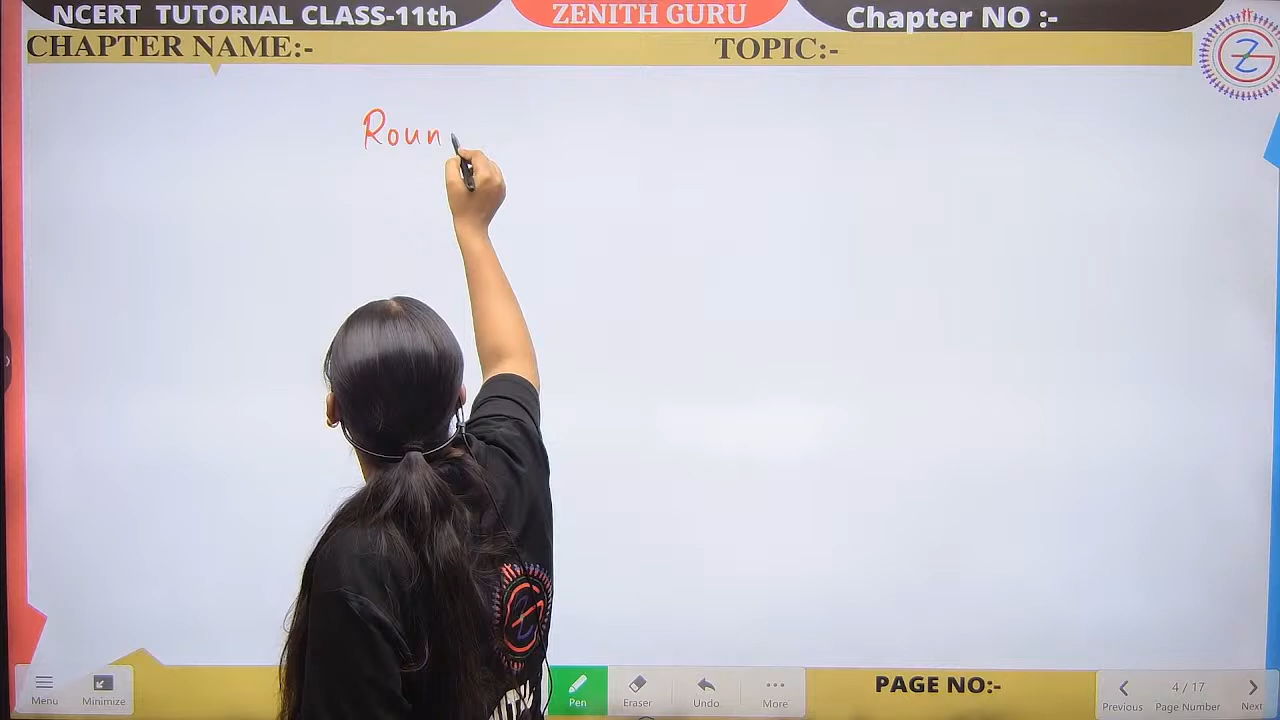 NCERT TUTORIAL CLASS-11th
ZENITH GURU
Chapter NO :-
CHAPTER NAME:-
TOPIC:-
Roun
Menu
Minimize
Pen
Eraser
Undo
More
PAGE NO:-
Previous
4 / 17
Page Number
Next